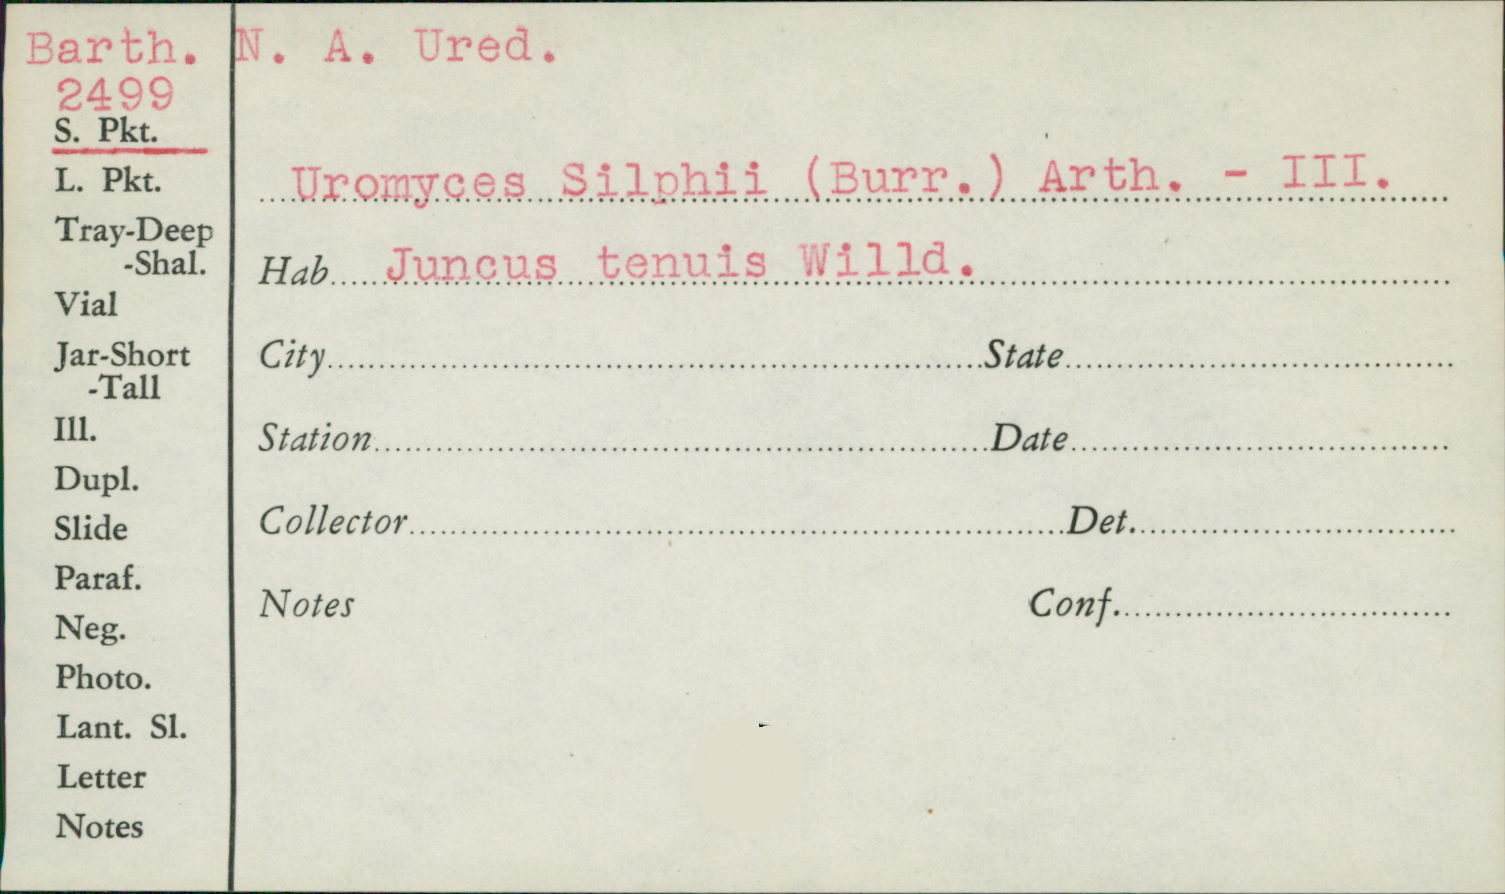 Barth. N. A. Ured.
2499
S. Pkt.
L. Pkt.
Tray-Deep
-Shal.
Vial
Jar-Short
-Tall
Ill.
Dupl.
Slide
Paraf.
Neg.
Photo.
Lant. Sl.
Letter
Notes
Uromyces Silphii (Burr.) Arth. - III.
Hab Juncus tenuis Willd.
City State
Station Date
Collector Det.
Notes Conf.